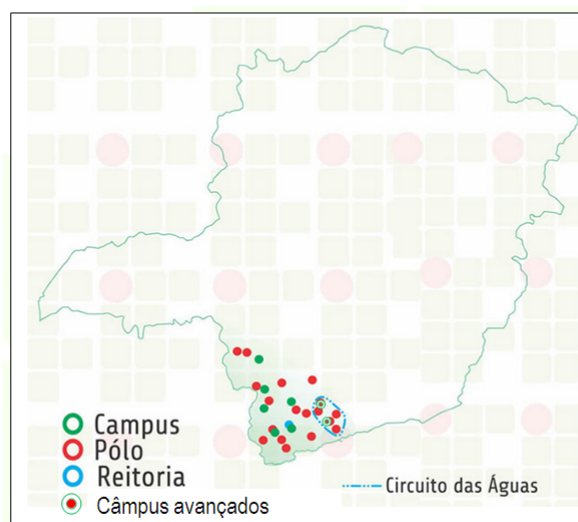 Campus
Pólo
Reitoria
Câmpus avançados
Circuito das Águas